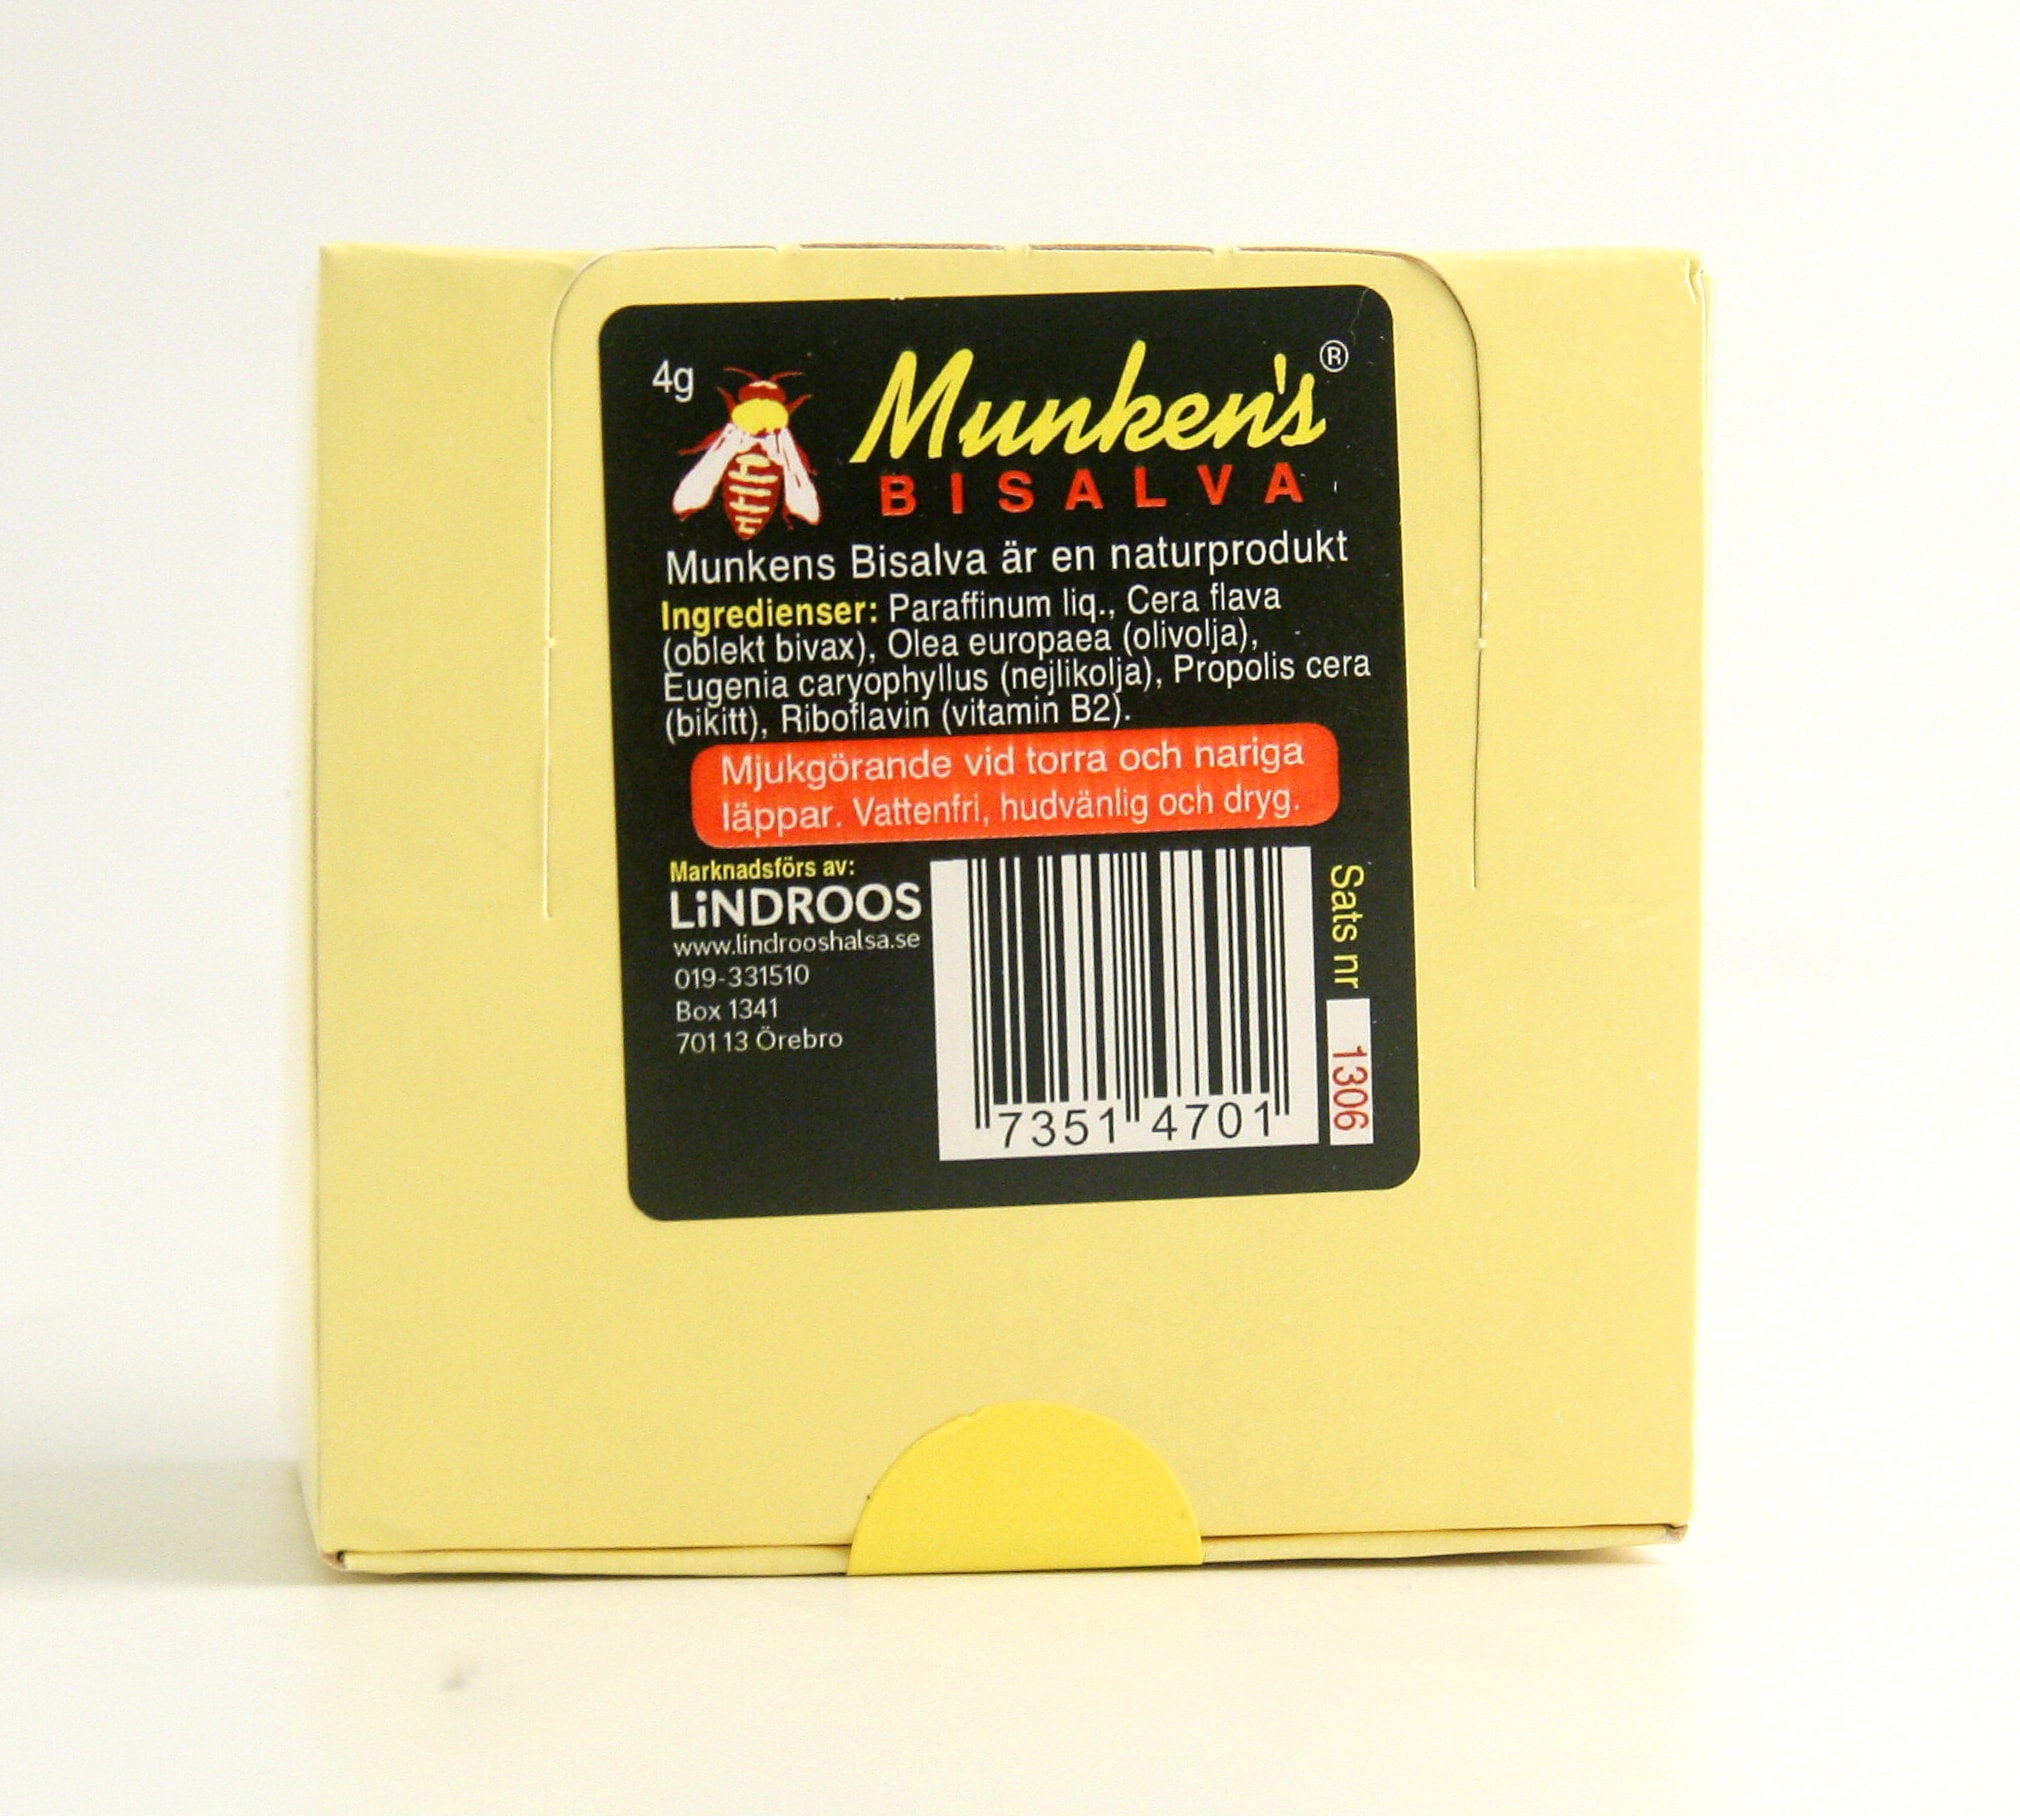 4g
Munken's®
BISALVA
Munkens Bisalva är en naturprodukt
Ingredienser: Paraffinum liq., Cera flava
(oblekt bivax), Olea europaea (olivolja),
Eugenia caryophyllus (nejlikolja), Propolis cera
(bikitt), Riboflavin (vitamin B2).
Mjukgörande vid torra och nariga
läppar. Vattenfri, hudvänlig och dryg.
Marknadsförs av:
LiNDROOS
www.lindrooshalsa.se
019-331510
Box 1341
701 13 Örebro
7351 4701
Sats nr 1306